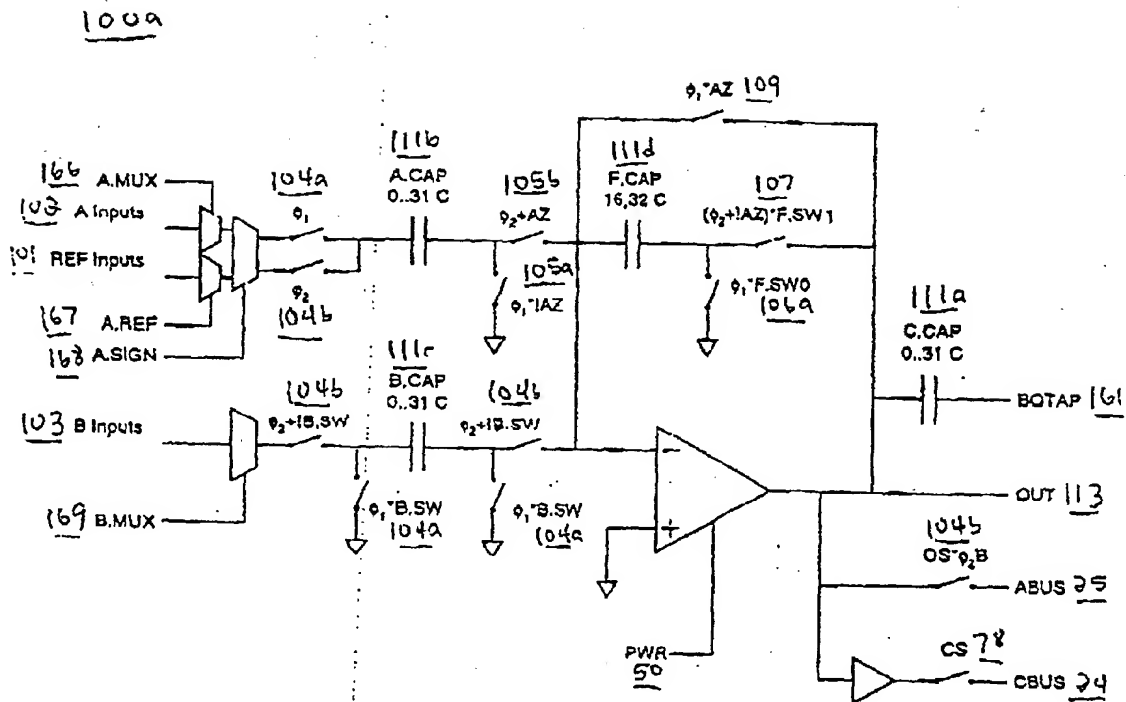 100a
φ₁*AZ 109
111b
A.CAP
0..31 C
111d
F.CAP
16,32 C
166 A.MUX
102 A Inputs
101 REF Inputs
167 A.REF
168 A.SIGN
104a
φ₁
φ₂
104b
105b
φ₂+AZ
105a
φ₁*!AZ
107
(φ₂+!AZ)*F.SW1
φ₁*F.SW0
106a
111a
C.CAP
0..31 C
BQTAP 161
111c
B.CAP
0..31 C
103 B Inputs
169 B.MUX
104b
φ₂+!B.SW
104b
φ₂+!B.SW
φ₁*B.SW
104a
φ₁*B.SW
104a
-
+
OUT 113
104b
OS*φ₂B
ABUS 25
PWR
50
CS 78
CBUS 24